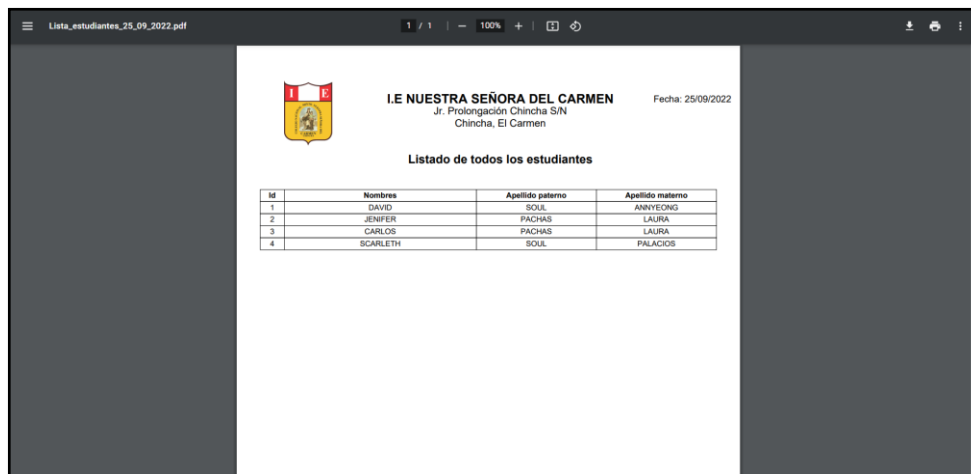 Lista_estudiantes_25_09_2022.pdf 1 / 1 100%
I E
I.E NUESTRA SEÑORA DEL CARMEN Fecha: 25/09/2022
Jr. Prolongación Chincha S/N
Chincha, El Carmen
Listado de todos los estudiantes
Id Nombres Apellido paterno Apellido materno
1 DAVID SOUL ANNYEONG
2 JENIFER PACHAS LAURA
3 CARLOS PACHAS LAURA
4 SCARLETH SOUL PALACIOS